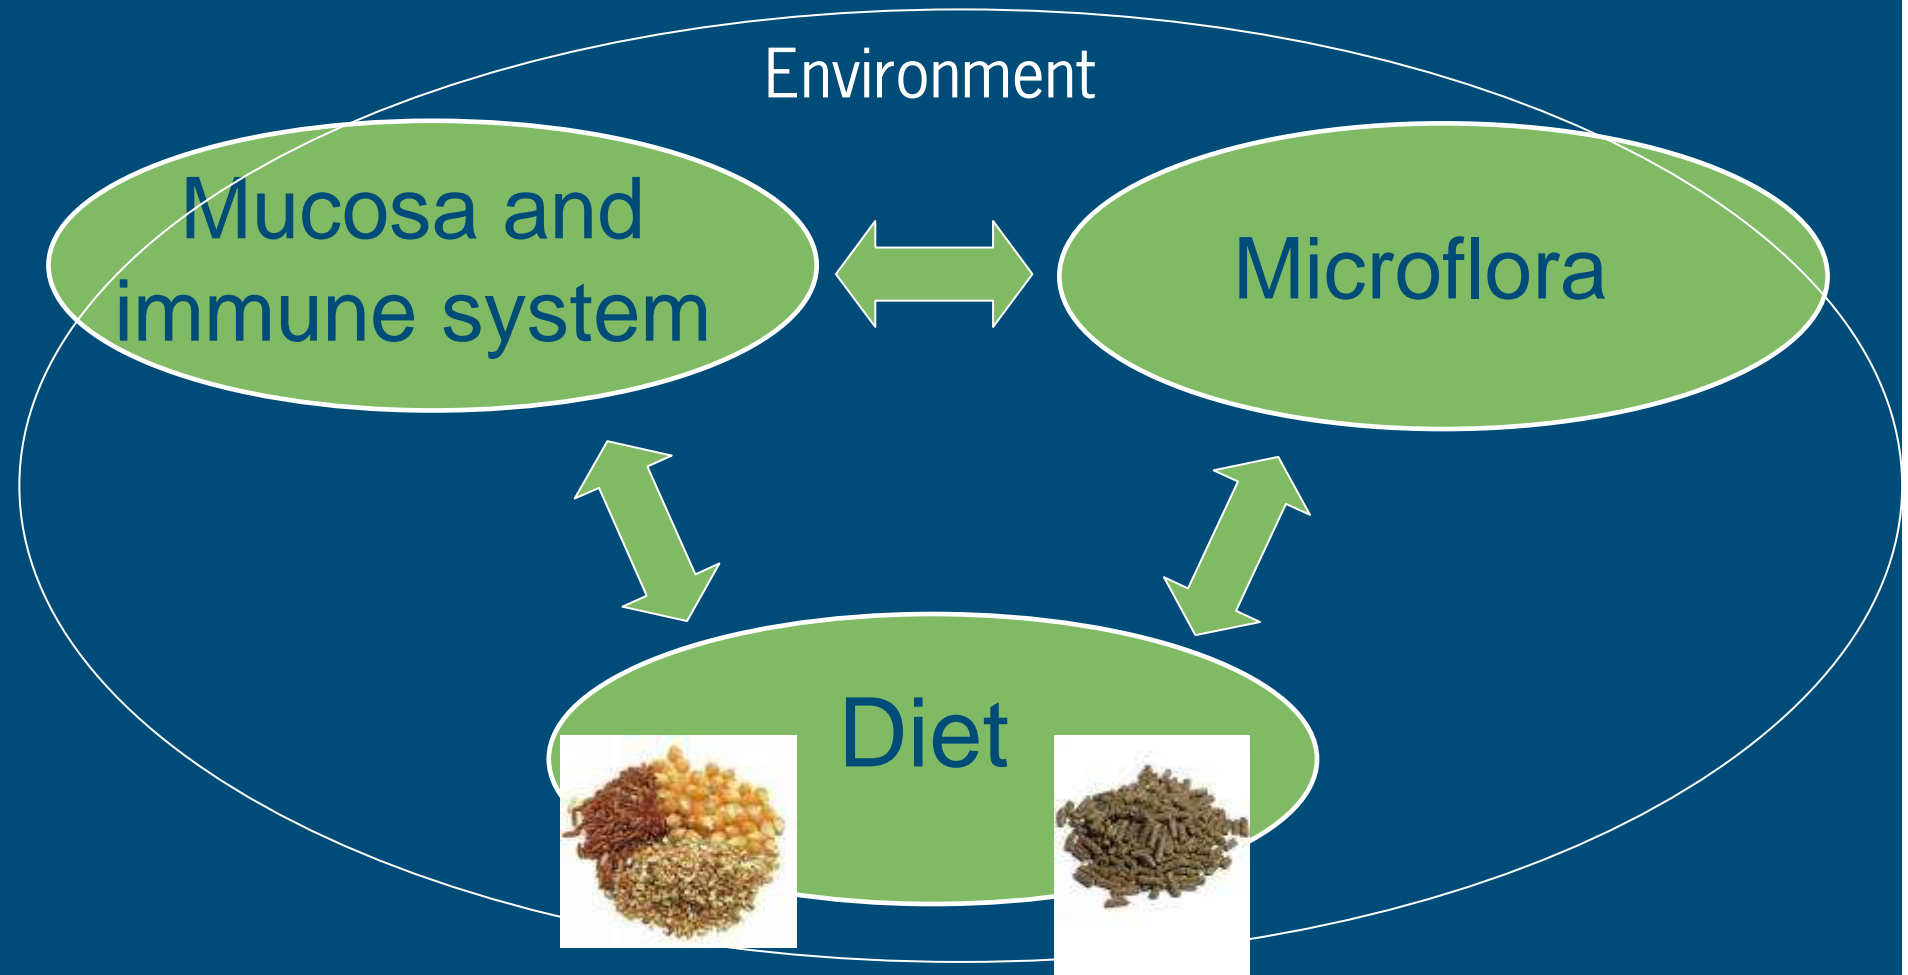 Environment
Mucosa and
immune system
Microflora
Diet